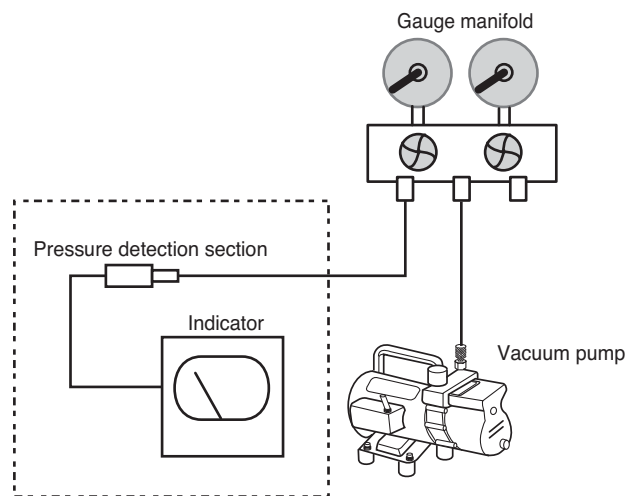 Gauge manifold
Pressure detection section
Indicator
Vacuum pump